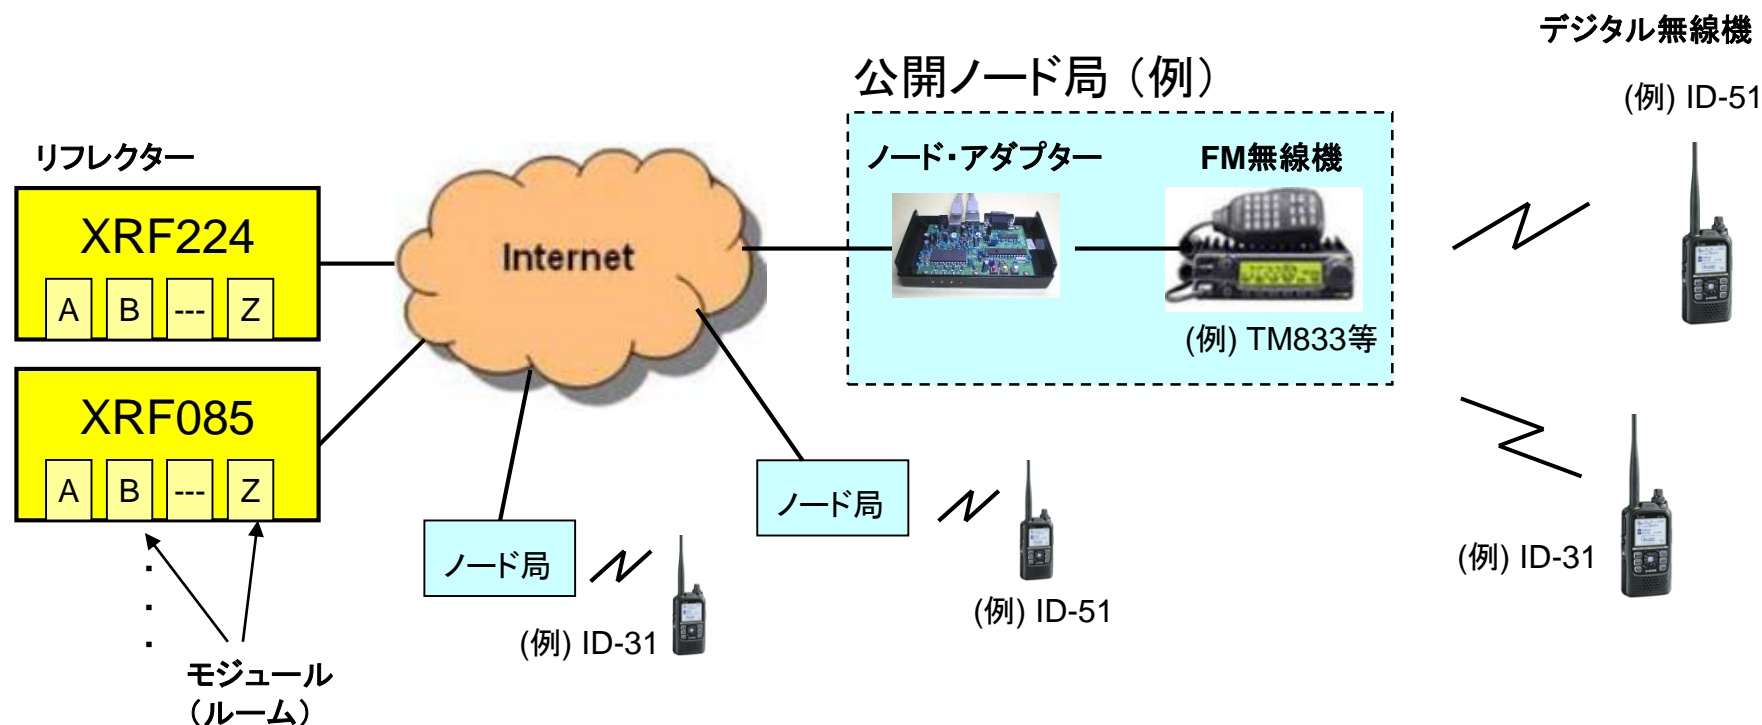 デジタル無線機
公開ノード局（例）
(例) ID-51
リフレクター
ノード・アダプター
FM無線機
XRF224
A B --- Z
Internet
(例) TM833等
XRF085
A B --- Z
ノード局
ノード局
(例) ID-31
(例) ID-51
(例) ID-31
モジュール
（ルーム）